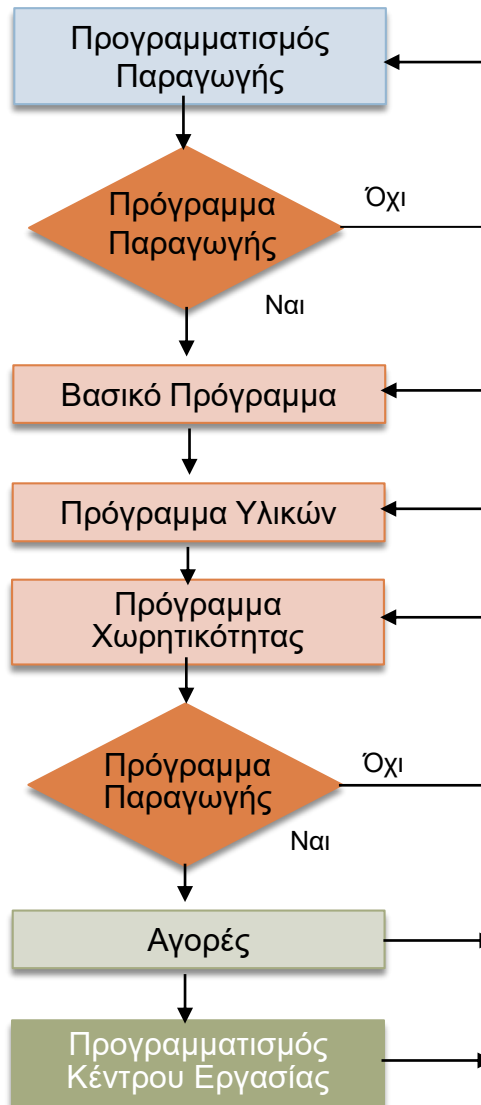 Προγραμματισμός
Παραγωγής
Πρόγραμμα
Παραγωγής
Όχι
Ναι
Βασικό Πρόγραμμα
Πρόγραμμα Υλικών
Πρόγραμμα
Χωρητικότητας
Πρόγραμμα
Παραγωγής
Όχι
Ναι
Αγορές
Προγραμματισμός
Κέντρου Εργασίας